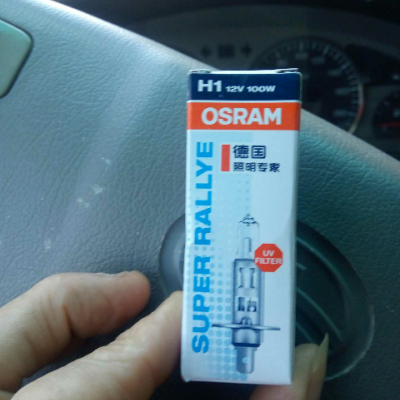 H1 12V 100W
OSRAM
德国
照明专家
SUPER RALLYE
UV
FILTER